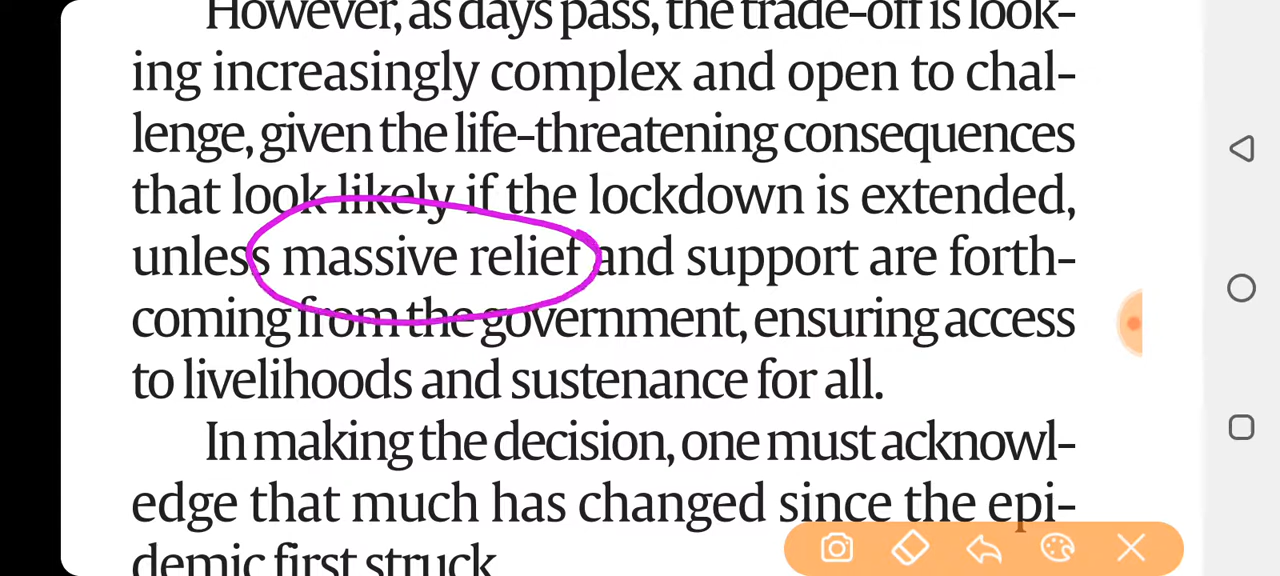 However, as days pass, the trade-off is look-
ing increasingly complex and open to chal-
lenge, given the life-threatening consequences
that look likely if the lockdown is extended,
unless massive relief and support are forth-
coming from the government, ensuring access
to livelihoods and sustenance for all.
In making the decision, one must acknowl-
edge that much has changed since the epi-
demic first struck